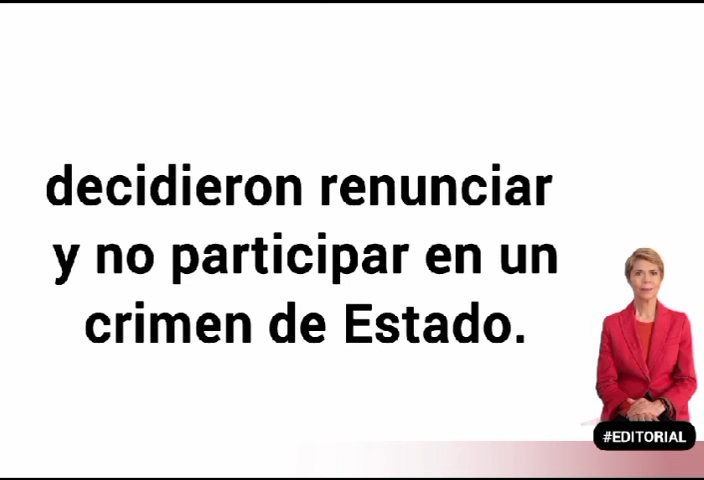 decidieron renunciar
y no participar en un
crimen de Estado.
#EDITORIAL